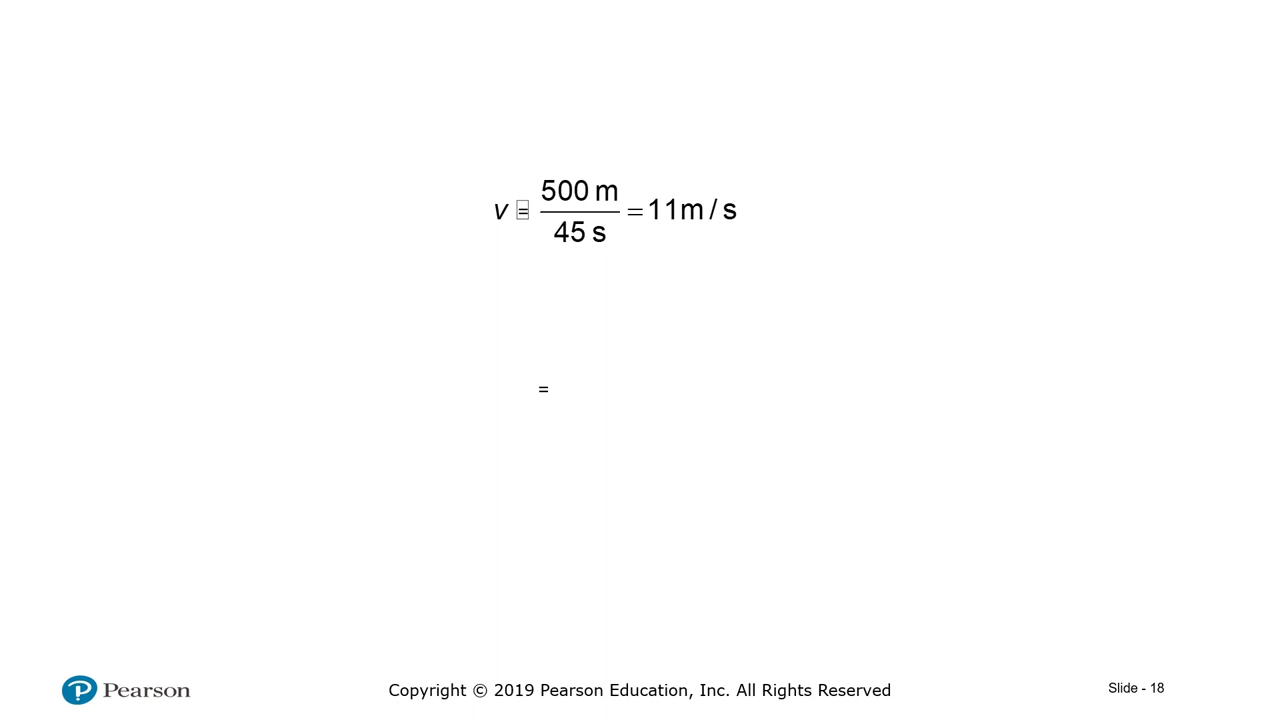 v = 500 m / 45 s = 11 m / s
=
Pearson
Copyright © 2019 Pearson Education, Inc. All Rights Reserved
Slide - 18